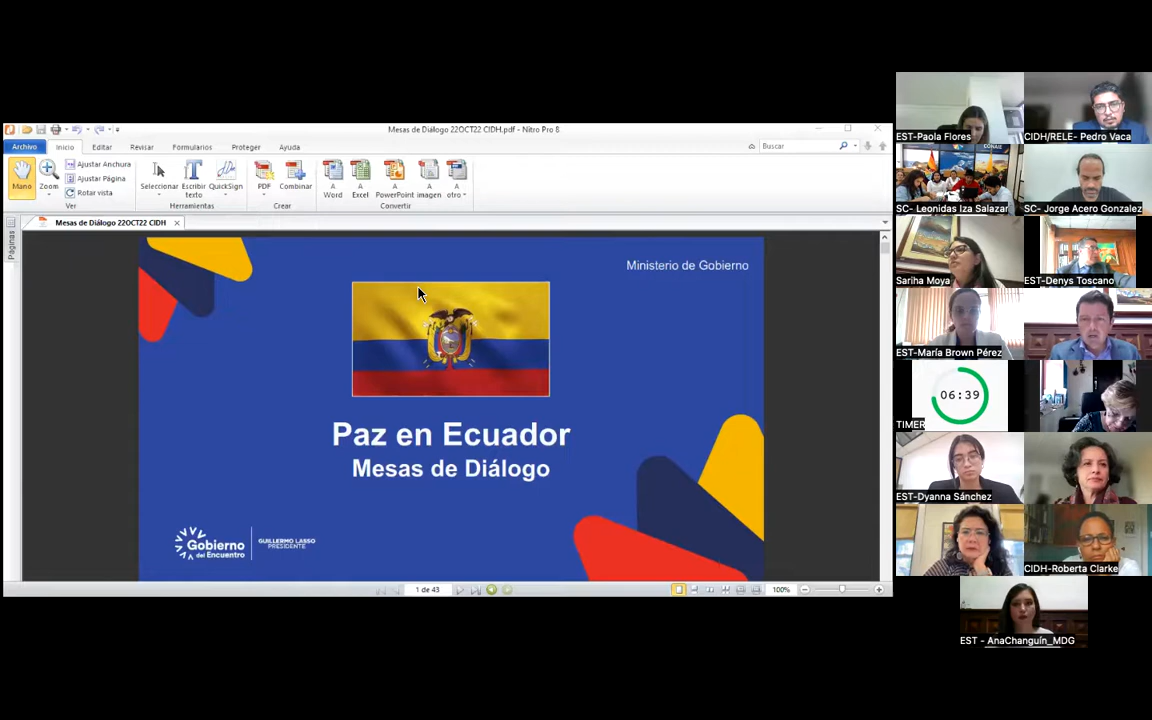 Mesas de Diálogo 22OCT22 CIDH.pdf - Nitro Pro 8
Archivo Inicio Editar Revisar Formularios Proteger Ayuda
Buscar
Mano
Zoom
Ajustar Anchura
Ajustar Página
Rotar vista
Ver
Seleccionar
Escribir texto
QuickSign
Herramientas
PDF
Combinar
Crear
A Word
A Excel
A PowerPoint
A imagen
A otro
Convertir
Mesas de Diálogo 22OCT22 CIDH
Páginas
Ministerio de Gobierno
Paz en Ecuador
Mesas de Diálogo
Gobierno
del Encuentro
GUILLERMO LASSO
PRESIDENTE
1 de 43
100%
EST-Paola Flores
CIDH/RELE- Pedro Vaca
CONAIE
SC- Leonidas Iza Salazar
SC- Jorge Acero Gonzalez
Sariha Moya
EST-Denys Toscano
EST-María Brown Pérez
06:39
TIMER
EST-Dyanna Sánchez
CIDH-Roberta Clarke
EST - AnaChanguín_MDG